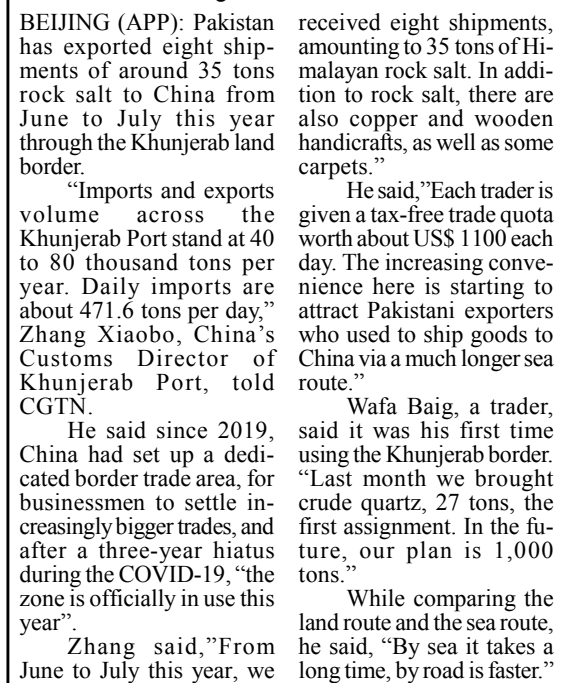 BEIJING (APP): Pakistan
has exported eight ship-
ments of around 35 tons
rock salt to China from
June to July this year
through the Khunjerab land
border.
“Imports and exports
volume across the
Khunjerab Port stand at 40
to 80 thousand tons per
year. Daily imports are
about 471.6 tons per day,”
Zhang Xiaobo, China’s
Customs Director of
Khunjerab Port, told
CGTN.
He said since 2019,
China had set up a dedi-
cated border trade area, for
businessmen to settle in-
creasingly bigger trades, and
after a three-year hiatus
during the COVID-19, “the
zone is officially in use this
year”.
Zhang said,”From
June to July this year, we
received eight shipments,
amounting to 35 tons of Hi-
malayan rock salt. In addi-
tion to rock salt, there are
also copper and wooden
handicrafts, as well as some
carpets.”
He said,”Each trader is
given a tax-free trade quota
worth about US$ 1100 each
day. The increasing conve-
nience here is starting to
attract Pakistani exporters
who used to ship goods to
China via a much longer sea
route.”
Wafa Baig, a trader,
said it was his first time
using the Khunjerab border.
“Last month we brought
crude quartz, 27 tons, the
first assignment. In the fu-
ture, our plan is 1,000
tons.”
While comparing the
land route and the sea route,
he said, “By sea it takes a
long time, by road is faster.”